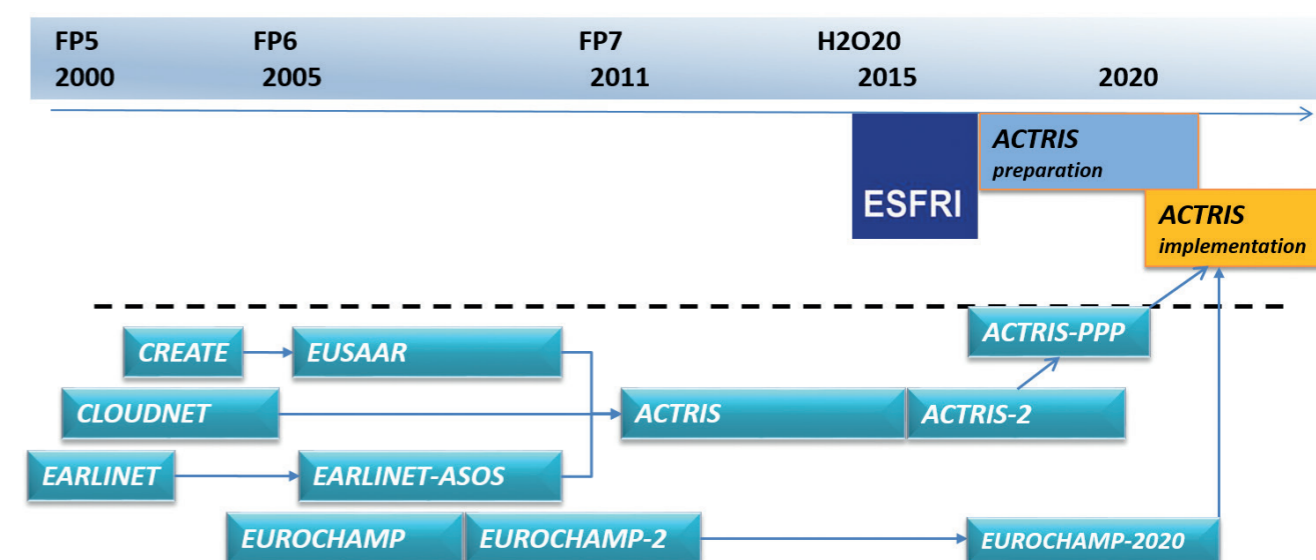 FP5 FP6 FP7 H2O20
2000 2005 2011 2015 2020
ACTRIS
preparation
ESFRI
ACTRIS
implementation
CREATE EUSAAR ACTRIS-PPP
CLOUDNET ACTRIS ACTRIS-2
EARLINET EARLINET-ASOS
EUROCHAMP EUROCHAMP-2 EUROCHAMP-2020